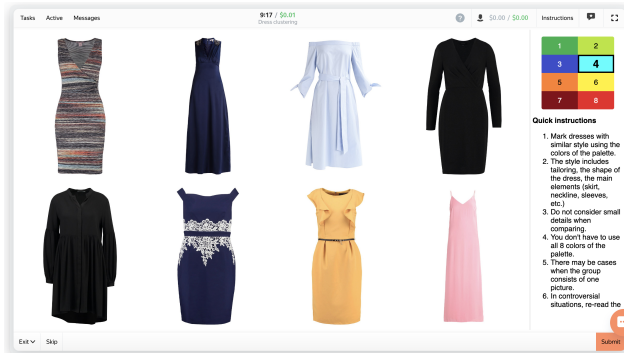 Tasks Active Messages
9:17 / $0.01
Dress clustering
? $0.00 / $0.00 Instructions
1 2
3 4
5 6
7 8
Quick instructions
1. Mark dresses with
similar style using the
colors of the palette.
2. The style includes
tailoring, the shape of
the dress, the main
elements (skirt,
neckline, sleeves,
etc.)
3. Do not consider small
details when
comparing.
4. You don't have to use
all 8 colors of the
palette.
5. There may be cases
when the group
consists of one
picture.
6. In controversial
situations, re-read the
Exit Skip
Submit